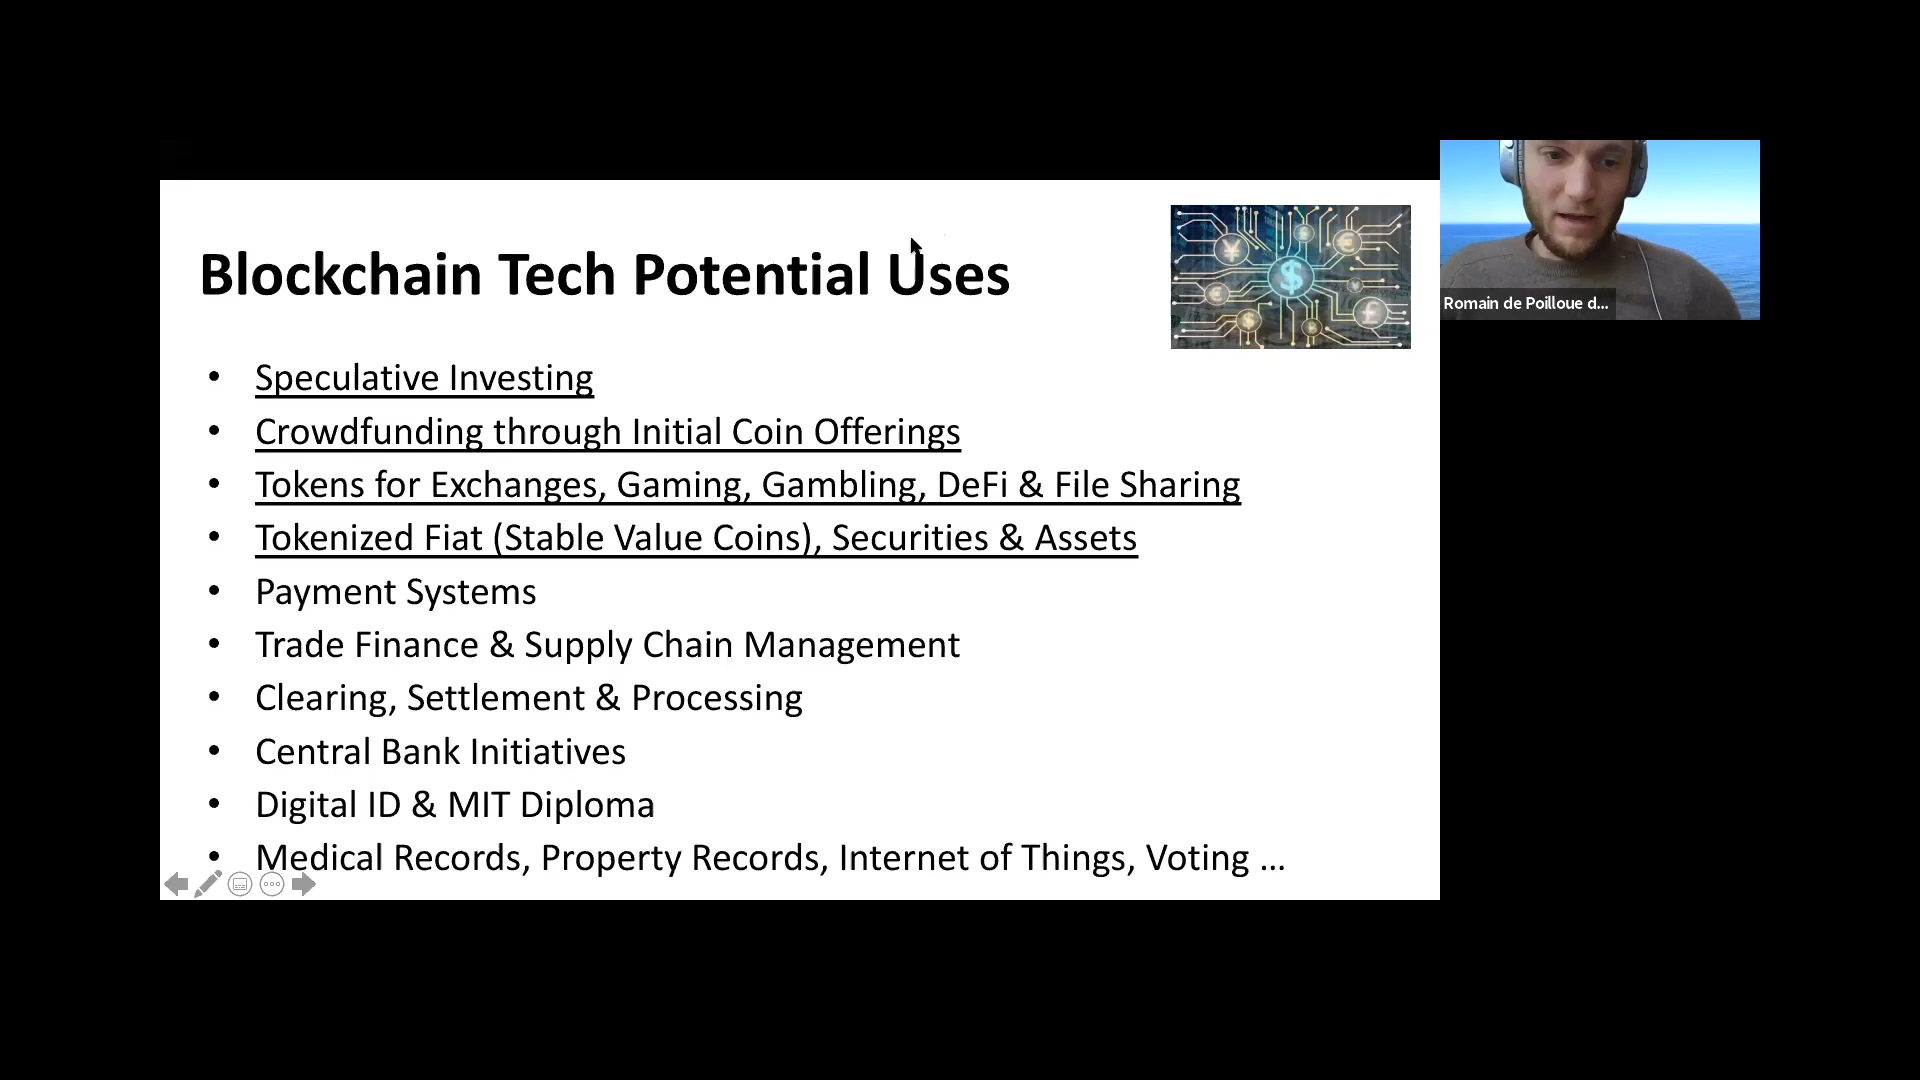 Blockchain Tech Potential Uses
• Speculative Investing
• Crowdfunding through Initial Coin Offerings
• Tokens for Exchanges, Gaming, Gambling, DeFi & File Sharing
• Tokenized Fiat (Stable Value Coins), Securities & Assets
• Payment Systems
• Trade Finance & Supply Chain Management
• Clearing, Settlement & Processing
• Central Bank Initiatives
• Digital ID & MIT Diploma
• Medical Records, Property Records, Internet of Things, Voting ...
Romain de Poilloue d...